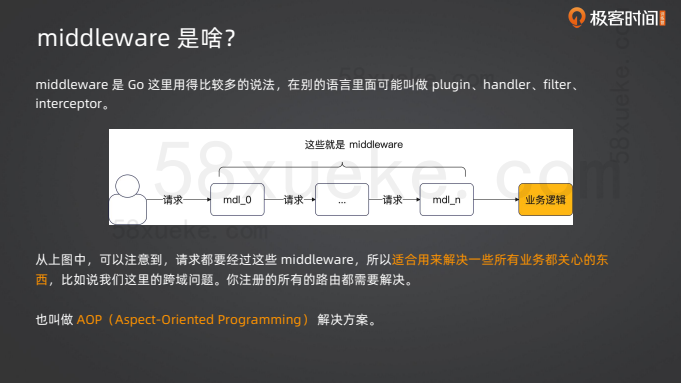 极客时间
middleware 是啥？
middleware 是 Go 这里用得比较多的说法，在别的语言里面可能叫做 plugin、handler、filter、
interceptor。
这些就是 middleware
请求 mdl_0 请求 ... 请求 mdl_n 业务逻辑
从上图中，可以注意到，请求都要经过这些 middleware，所以适合用来解决一些所有业务都关心的东
西，比如说我们这里的跨域问题。你注册的所有的路由都需要解决。
也叫做 AOP（Aspect-Oriented Programming） 解决方案。
58xueke.com
58xueke.com
58xueke.com
58xueke.com